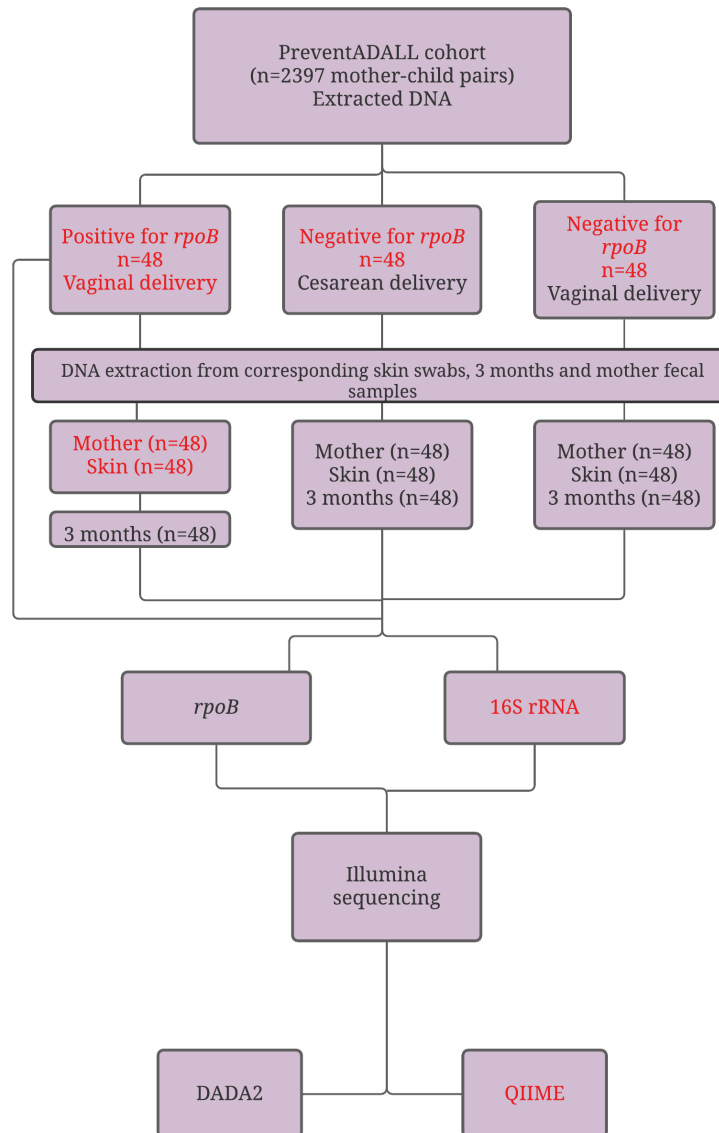 PreventADALL cohort
(n=2397 mother-child pairs)
Extracted DNA
Positive for rpoB
n=48
Vaginal delivery
Negative for rpoB
n=48
Cesarean delivery
Negative for
rpoB
n=48
Vaginal delivery
DNA extraction from corresponding skin swabs, 3 months and mother fecal
samples
Mother (n=48)
Skin (n=48)
3 months (n=48)
Mother (n=48)
Skin (n=48)
3 months (n=48)
Mother (n=48)
Skin (n=48)
3 months (n=48)
rpoB
16S rRNA
Illumina
sequencing
DADA2
QIIME